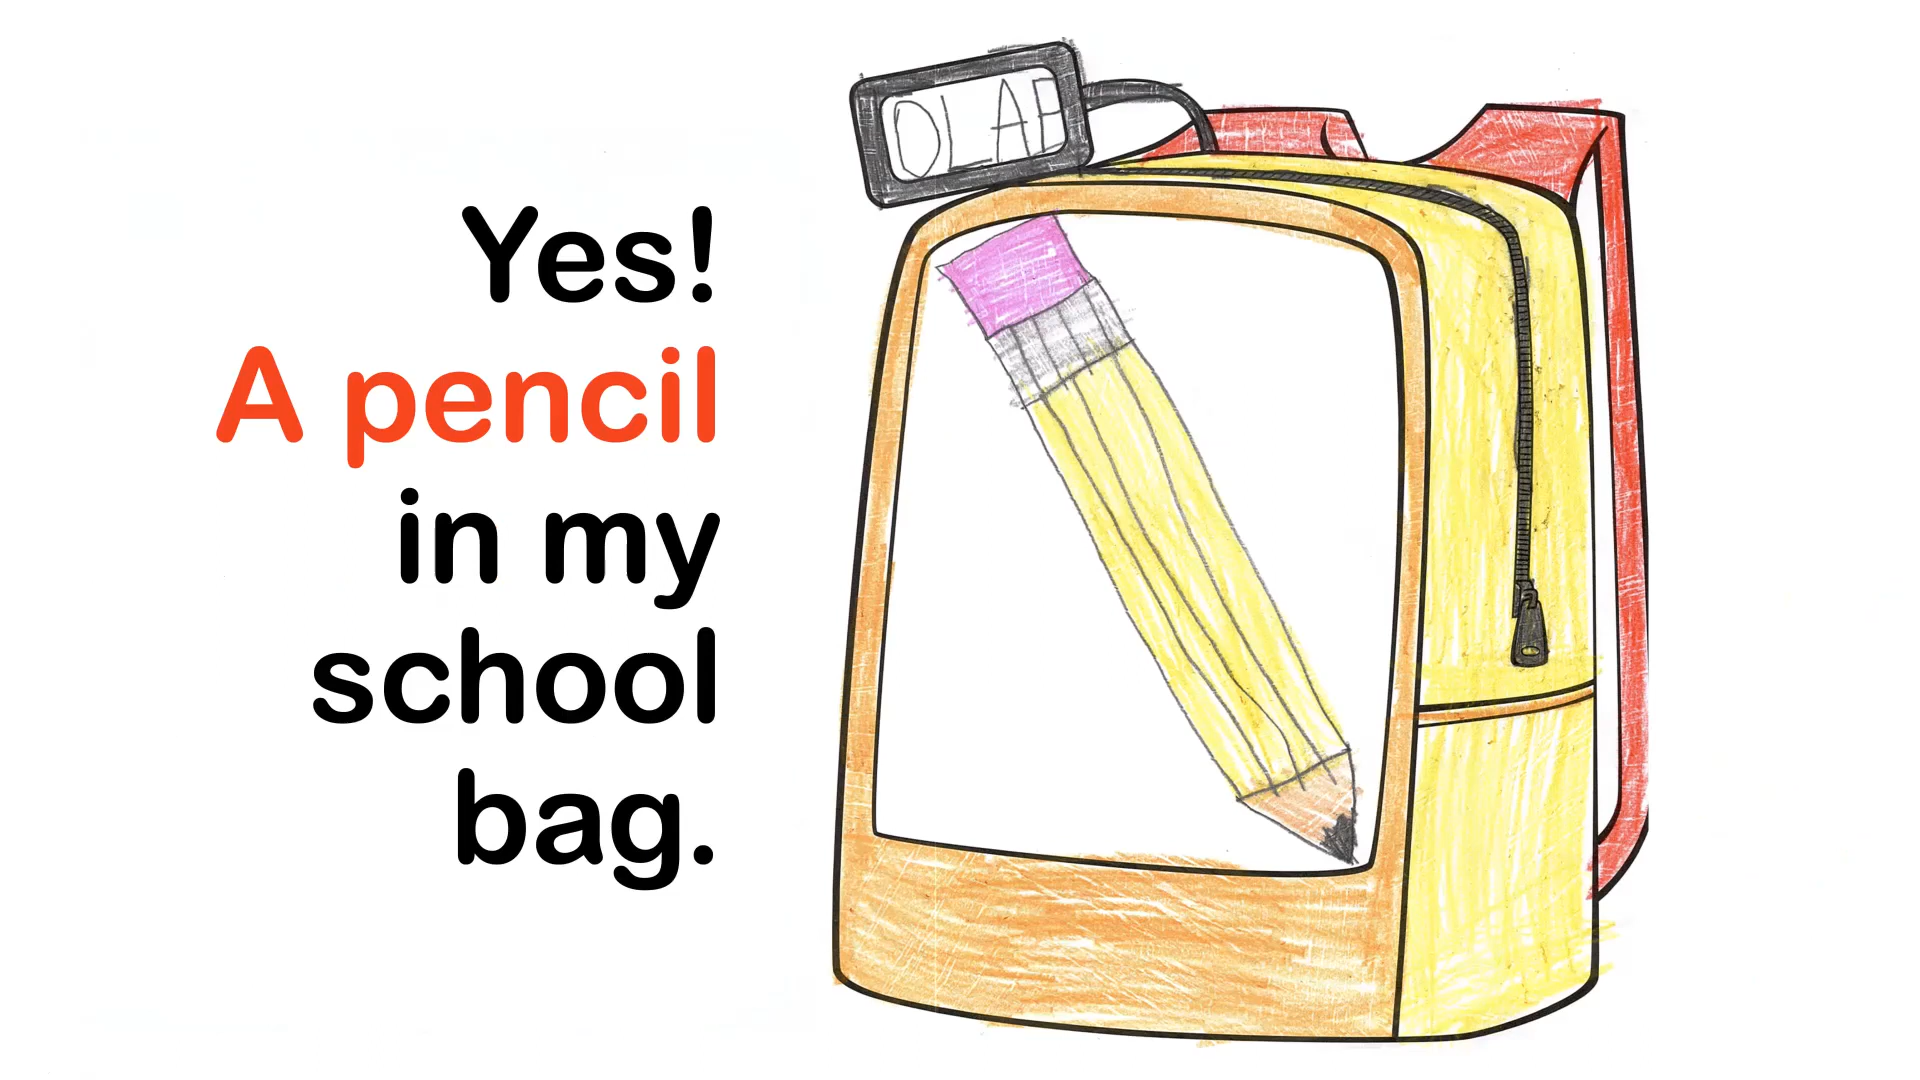 OLAF
Yes!
A pencil
in my
school
bag.